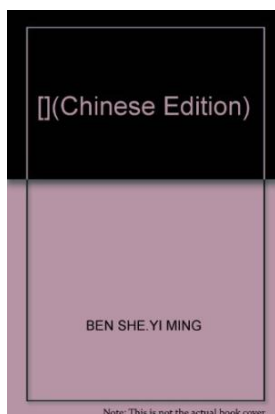 [](Chinese Edition)
BEN SHE.YI MING
Note: This is not the actual book cover